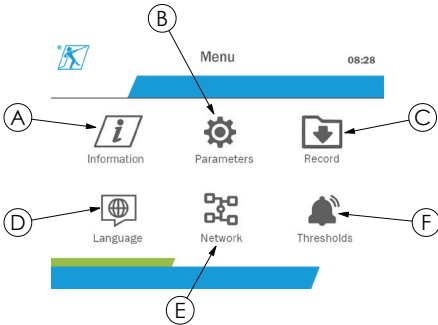 B
Menu 08:28
A C
Information Parameters Record
D F
Language Network Thresholds
E